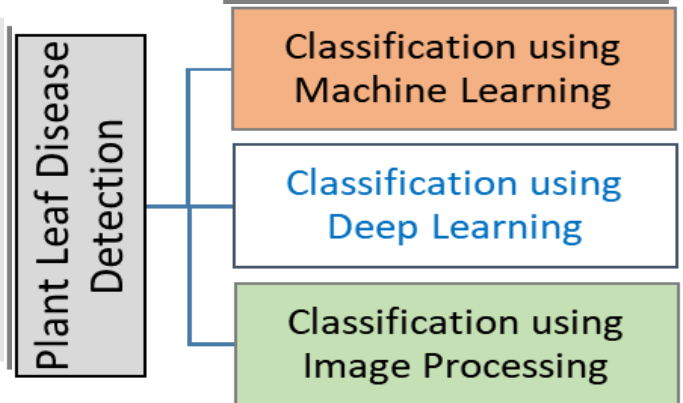 Plant Leaf Disease
Detection
Classification using
Machine Learning
Classification using
Deep Learning
Classification using
Image Processing